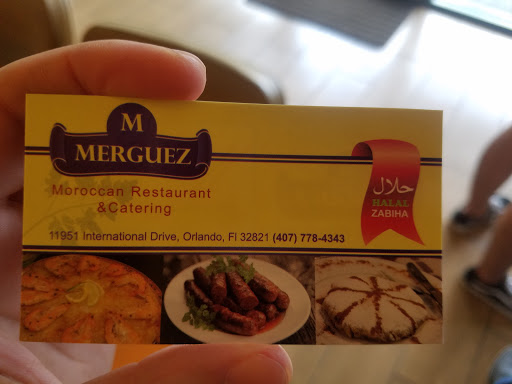 M
MERGUEZ
Moroccan Restaurant
&Catering
حلال
HALAL
ZABIHA
11951 International Drive, Orlando, Fl 32821 (407) 778-4343